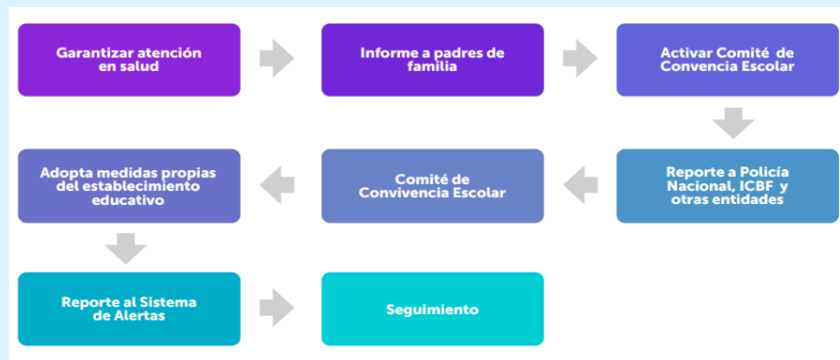 Garantizar atención
en salud
Informe a padres de
familia
Activar Comité de
Convencia Escolar
Reporte a Policía
Nacional, ICBF y
otras entidades
Comité de
Convivencia Escolar
Adopta medidas propias
del establecimiento
educativo
Reporte al Sistema
de Alertas
Seguimiento